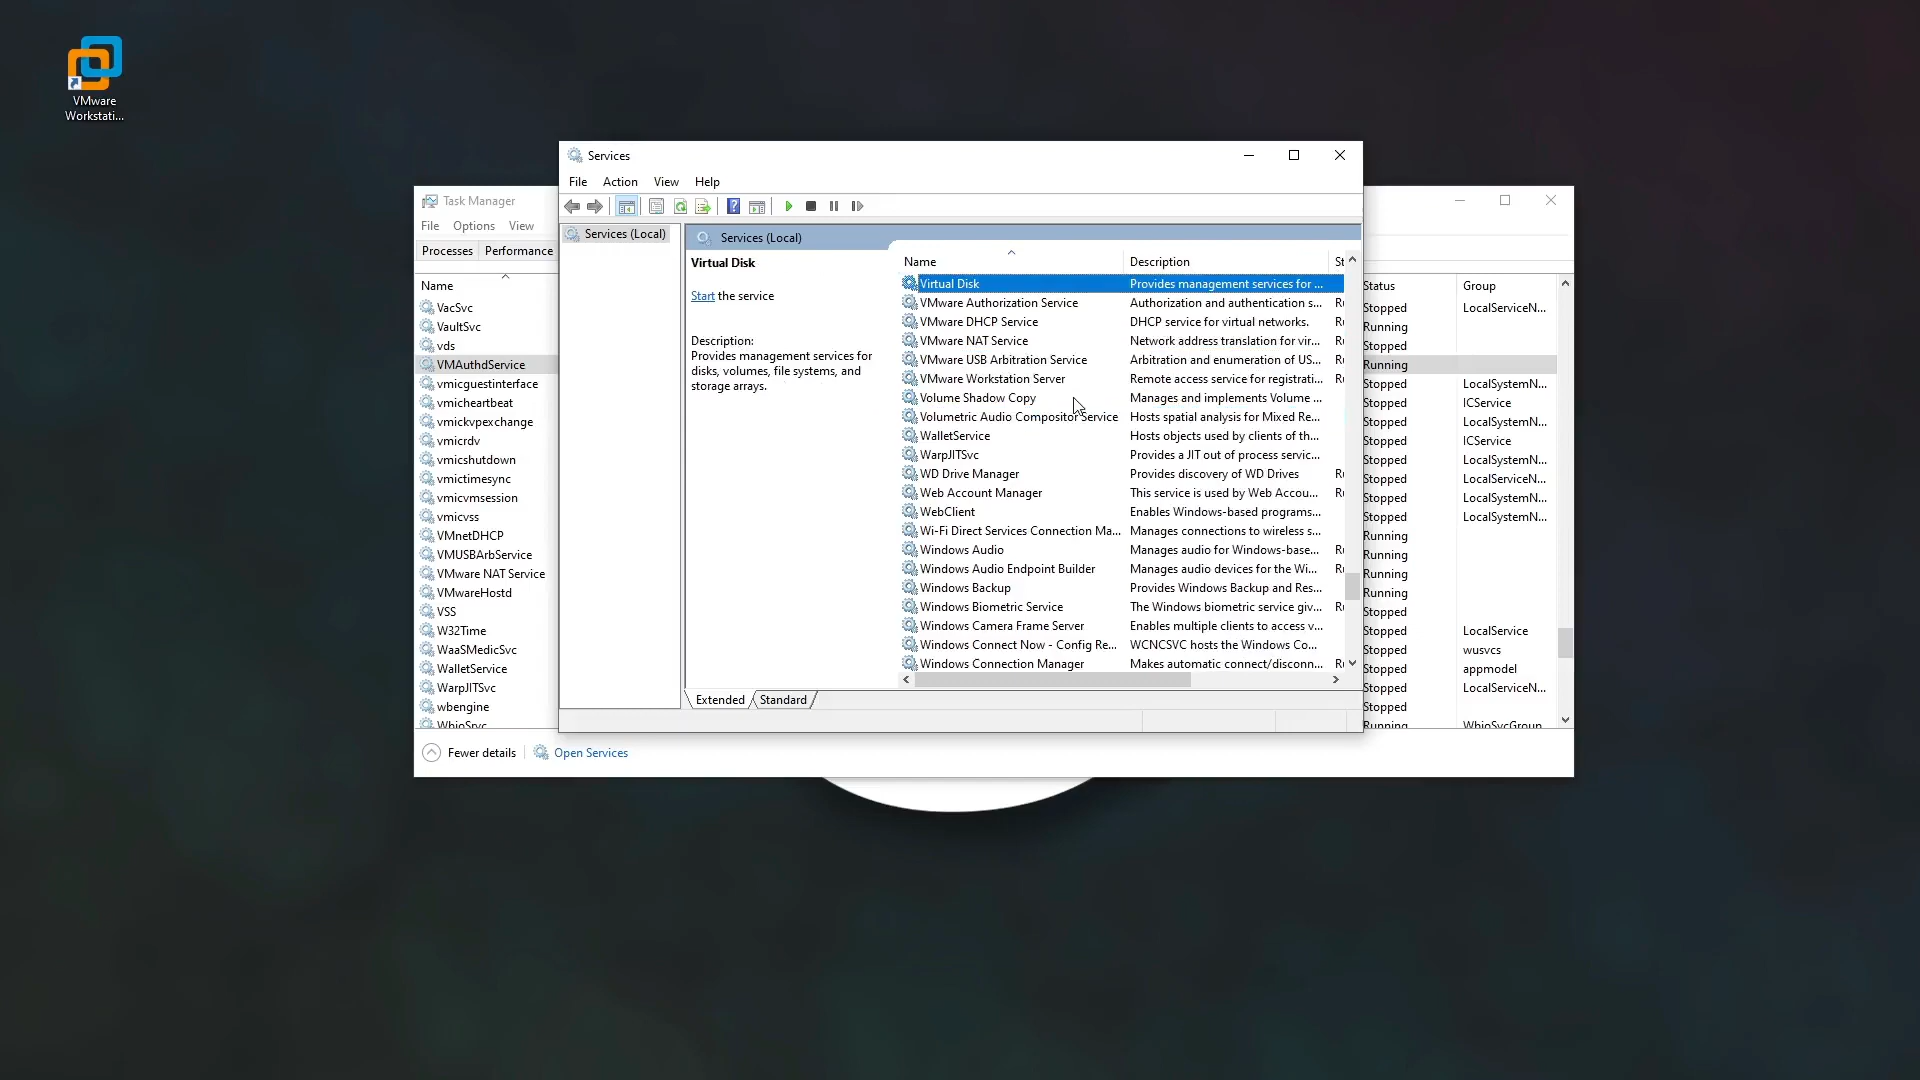 VMware
Workstati...
Services
File Action View Help
Services (Local)
Services (Local)
Virtual Disk
Start the service
Description:
Provides management services for
disks, volumes, file systems, and
storage arrays.
Name Description St
Virtual Disk Provides management services for ...
VMware Authorization Service Authorization and authentication s...
VMware DHCP Service DHCP service for virtual networks.
VMware NAT Service Network address translation for vir...
VMware USB Arbitration Service Arbitration and enumeration of US...
VMware Workstation Server Remote access service for registrati...
Volume Shadow Copy Manages and implements Volume ...
Volumetric Audio Compositor Service Hosts spatial analysis for Mixed Re...
WalletService Hosts objects used by clients of th...
WarpJITSvc Provides a JIT out of process servic...
WD Drive Manager Provides discovery of WD Drives
Web Account Manager This service is used by Web Accou...
WebClient Enables Windows-based programs...
Wi-Fi Direct Services Connection Ma... Manages connections to wireless s...
Windows Audio Manages audio for Windows-base...
Windows Audio Endpoint Builder Manages audio devices for the Wi...
Windows Backup Provides Windows Backup and Res...
Windows Biometric Service The Windows biometric service giv...
Windows Camera Frame Server Enables multiple clients to access v...
Windows Connect Now - Config Re... WCNCSVC hosts the Windows Co...
Windows Connection Manager Makes automatic connect/disconn...
Extended Standard
Task Manager
File Options View
Processes Performance
Name Status Group
VacSvc Stopped LocalServiceN...
VaultSvc Running
vds Stopped
VMAuthdService Running
vmicguestinterface Stopped LocalSystemN...
vmicheartbeat Stopped ICService
vmickvpexchange Stopped LocalSystemN...
vmicrdv Stopped ICService
vmicshutdown Stopped LocalSystemN...
vmictimesync Stopped LocalServiceN...
vmicvmsession Stopped LocalSystemN...
vmicvss Stopped LocalSystemN...
VMnetDHCP Running
VMUSBArbService Running
VMware NAT Service Running
VMwareHostd Running
VSS Stopped
W32Time Stopped LocalService
WaaSMedicSvc Stopped wusvcs
WalletService Stopped appmodel
WarpJITSvc Stopped LocalServiceN...
wbengine Stopped
WbioSrvc Running WbioSvcGroup
Fewer details Open Services